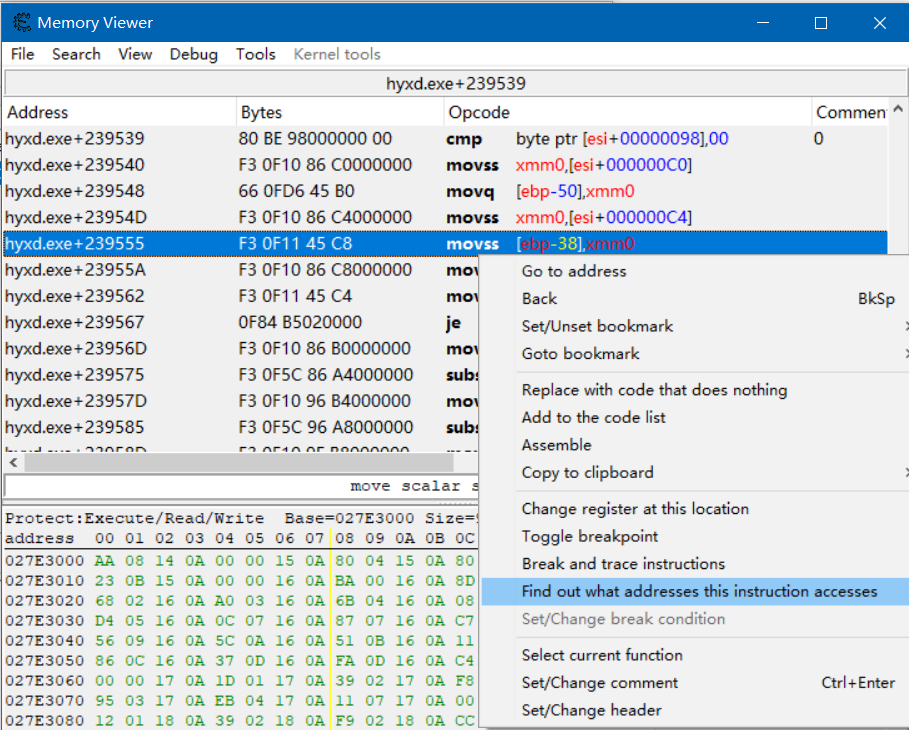 Memory Viewer
File Search View Debug Tools Kernel tools
hyxd.exe+239539
Address Bytes Opcode Commen
hyxd.exe+239539 80 BE 98000000 00 cmp byte ptr [esi+00000098],00 0
hyxd.exe+239540 F3 0F10 86 C0000000 movss xmm0,[esi+000000C0]
hyxd.exe+239548 66 0FD6 45 B0 movq [ebp-50],xmm0
hyxd.exe+23954D F3 0F10 86 C4000000 movss xmm0,[esi+000000C4]
hyxd.exe+239555 F3 0F11 45 C8 movss [ebp-38],xmm0
hyxd.exe+23955A F3 0F10 86 C8000000 mov
hyxd.exe+239562 F3 0F11 45 C4 mov
hyxd.exe+239567 0F84 B5020000 je
hyxd.exe+23956D F3 0F10 86 B0000000 mov
hyxd.exe+239575 F3 0F5C 86 A4000000 subs
hyxd.exe+23957D F3 0F10 96 B4000000 mov
hyxd.exe+239585 F3 0F5C 96 A8000000 subs
move scalar s
Protect:Execute/Read/Write Base=027E3000 Size=
address 00 01 02 03 04 05 06 07 08 09 0A 0B 0C
027E3000 AA 08 14 0A 00 00 15 0A 80 04 15 0A 80
027E3010 23 0B 15 0A 00 00 16 0A BA 00 16 0A 8D
027E3020 68 02 16 0A A0 03 16 0A 6B 04 16 0A 08
027E3030 D4 05 16 0A 0C 07 16 0A 87 07 16 0A C7
027E3040 56 09 16 0A 5C 0A 16 0A 51 0B 16 0A 11
027E3050 86 0C 16 0A 37 0D 16 0A FA 0D 16 0A C4
027E3060 00 00 17 0A 1D 01 17 0A 39 02 17 0A F8
027E3070 95 03 17 0A EB 04 17 0A 11 07 17 0A 00
027E3080 12 01 18 0A 39 02 18 0A F9 02 18 0A CC
Go to address
Back BkSp
Set/Unset bookmark
Goto bookmark
Replace with code that does nothing
Add to the code list
Assemble
Copy to clipboard
Change register at this location
Toggle breakpoint
Break and trace instructions
Find out what addresses this instruction accesses
Set/Change break condition
Select current function
Set/Change comment Ctrl+Enter
Set/Change header